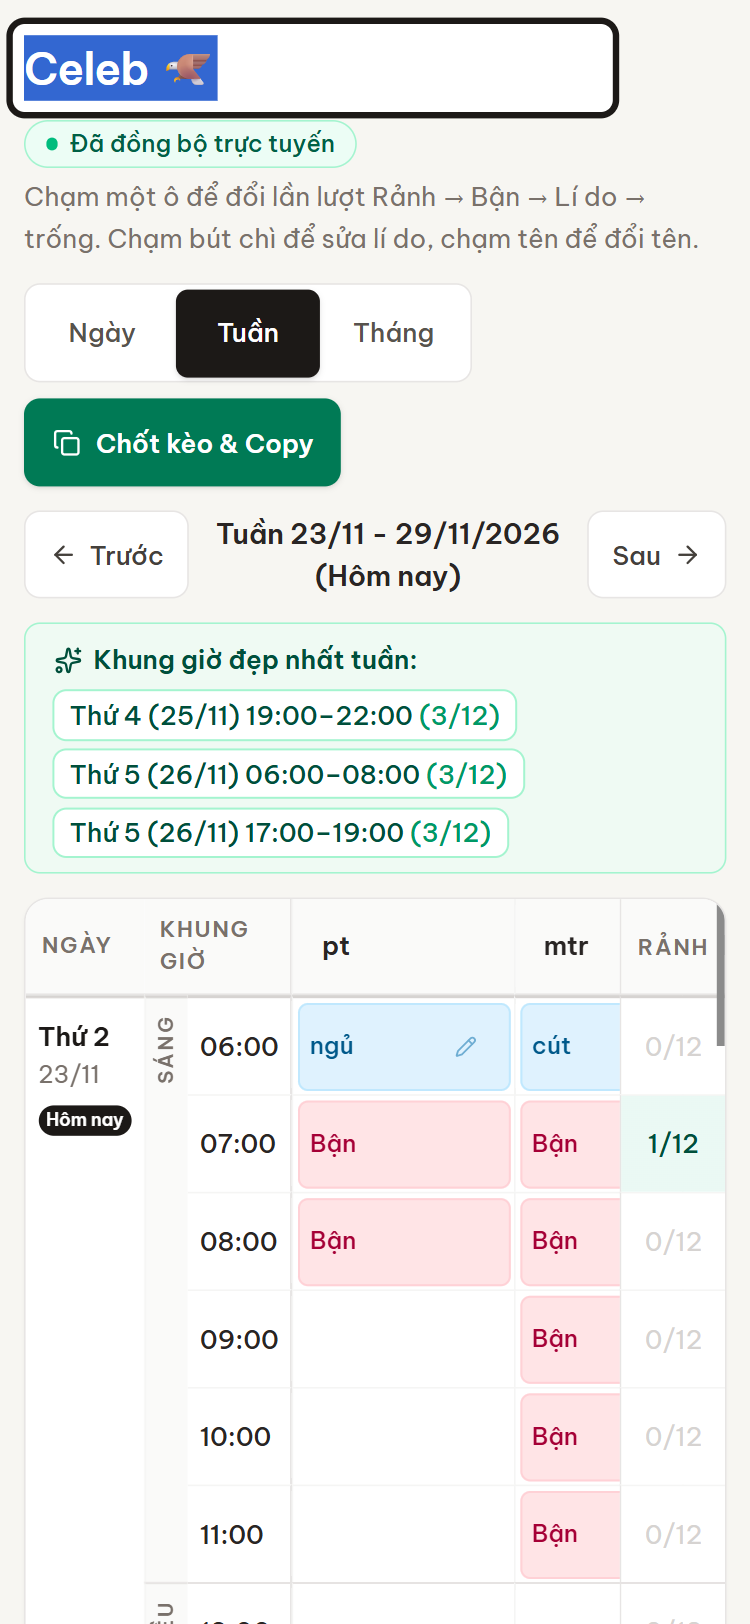 Celeb 🦅
Đã đồng bộ trực tuyến
Chạm một ô để đổi lần lượt Rảnh → Bận → Lí do →
trống. Chạm bút chì để sửa lí do, chạm tên để đổi tên.
Ngày Tuần Tháng
Chốt kèo & Copy
← Trước
Tuần 23/11 - 29/11/2026
(Hôm nay)
Sau →
Khung giờ đẹp nhất tuần:
Thứ 4 (25/11) 19:00–22:00 (3/12)
Thứ 5 (26/11) 06:00–08:00 (3/12)
Thứ 5 (26/11) 17:00–19:00 (3/12)
NGÀY
KHUNG
GIỜ
pt mtr RẢNH
Thứ 2
23/11
Hôm nay
SÁNG
06:00 ngủ cút 0/12
07:00 Bận Bận 1/12
08:00 Bận Bận 0/12
09:00 Bận 0/12
10:00 Bận 0/12
11:00 Bận 0/12